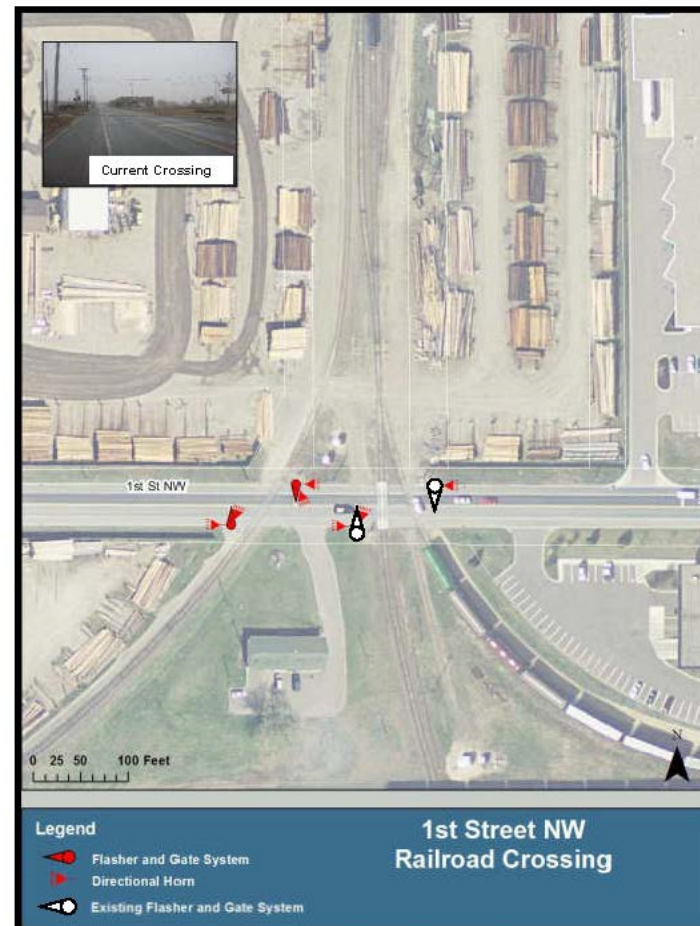 Current Crossing
1st St NW
0 25 50 100 Feet
N
Legend
Flasher and Gate System
Directional Horn
Existing Flasher and Gate System
1st Street NW
Railroad Crossing